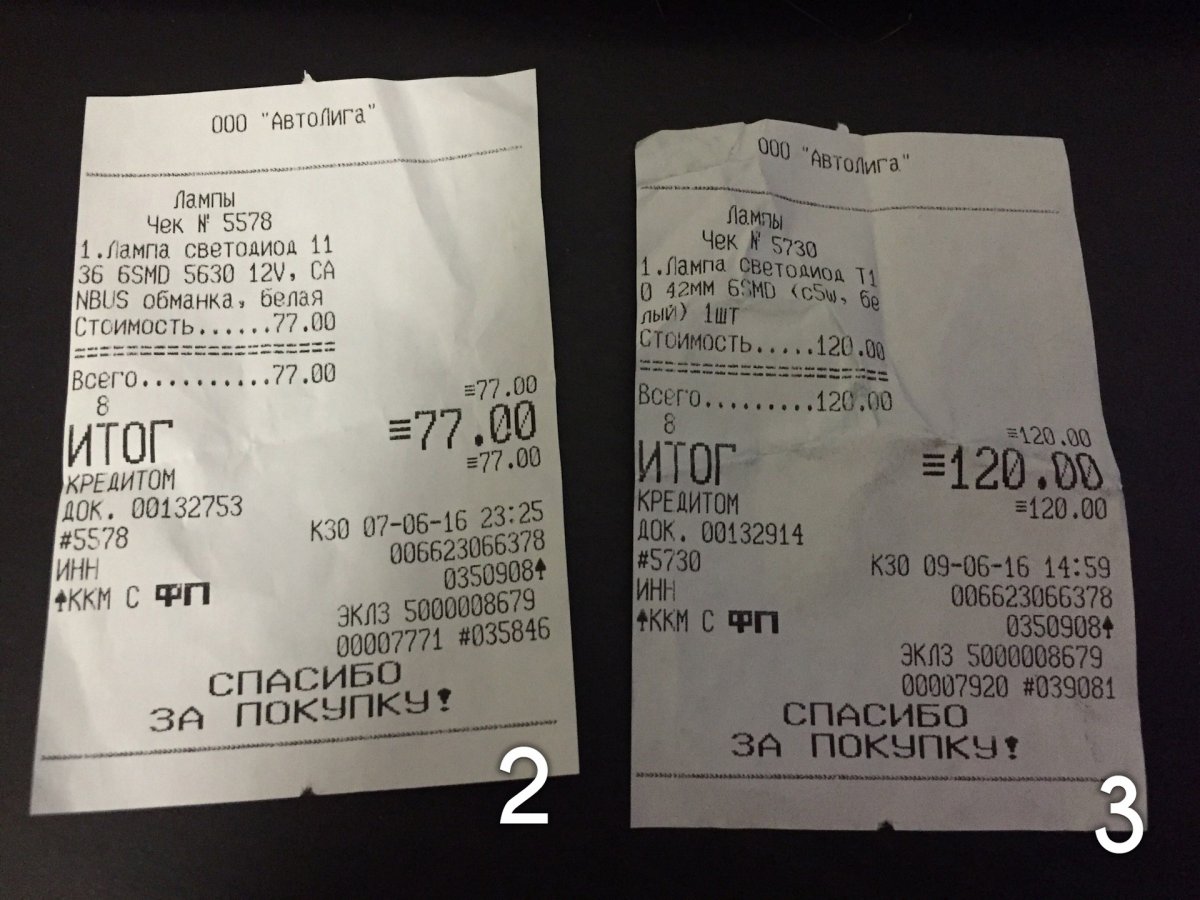 ООО "АвтоЛига"
Лампы
Чек № 5578
1.Лампа светодиод 11
36 6SMD 5630 12V, CA
NBUS обманка, белая
Стоимость......77.00
====================
Всего..........77.00
8
≡77.00
ИТОГ ≡77.00
КРЕДИТОМ ≡77.00
ДОК. 00132753
#5578 К30 07-06-16 23:25
ИНН 006623066378
ККМ С ФП 0350908
ЭКЛЗ 5000008679
00007771 #035846
СПАСИБО
ЗА ПОКУПКУ!
2
ООО "АвтоЛига"
Лампы
Чек № 5730
1.Лампа светодиод T1
0 42мм 6SMD (c5w, бе
лый) 1шт
Стоимость.....120.00
====================
Всего.........120.00
8
≡120.00
ИТОГ ≡120.00
КРЕДИТОМ ≡120.00
ДОК. 00132914
#5730 К30 09-06-16 14:59
ИНН 006623066378
ККМ С ФП 0350908
ЭКЛЗ 5000008679
00007920 #039081
СПАСИБО
ЗА ПОКУПКУ!
3